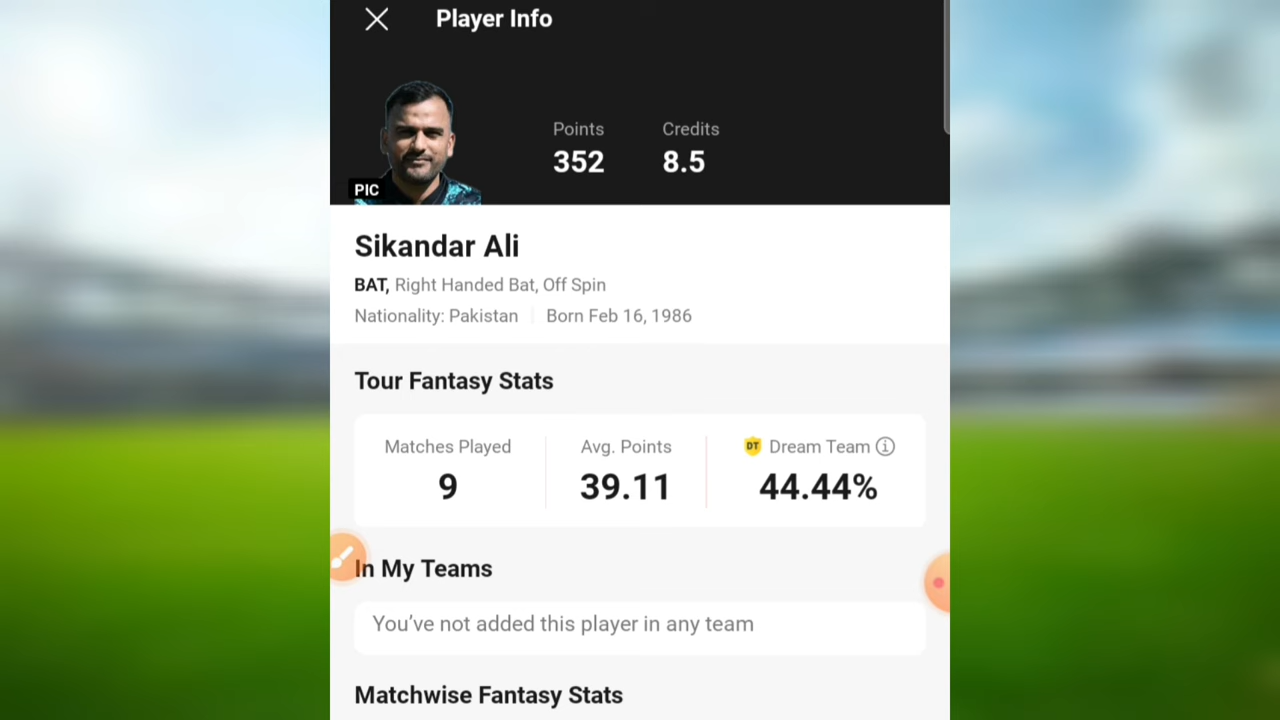 Player Info
Points Credits
352 8.5
PIC
Sikandar Ali
BAT, Right Handed Bat, Off Spin
Nationality: Pakistan Born Feb 16, 1986
Tour Fantasy Stats
Matches Played Avg. Points DT Dream Team
9 39.11 44.44%
In My Teams
You’ve not added this player in any team
Matchwise Fantasy Stats